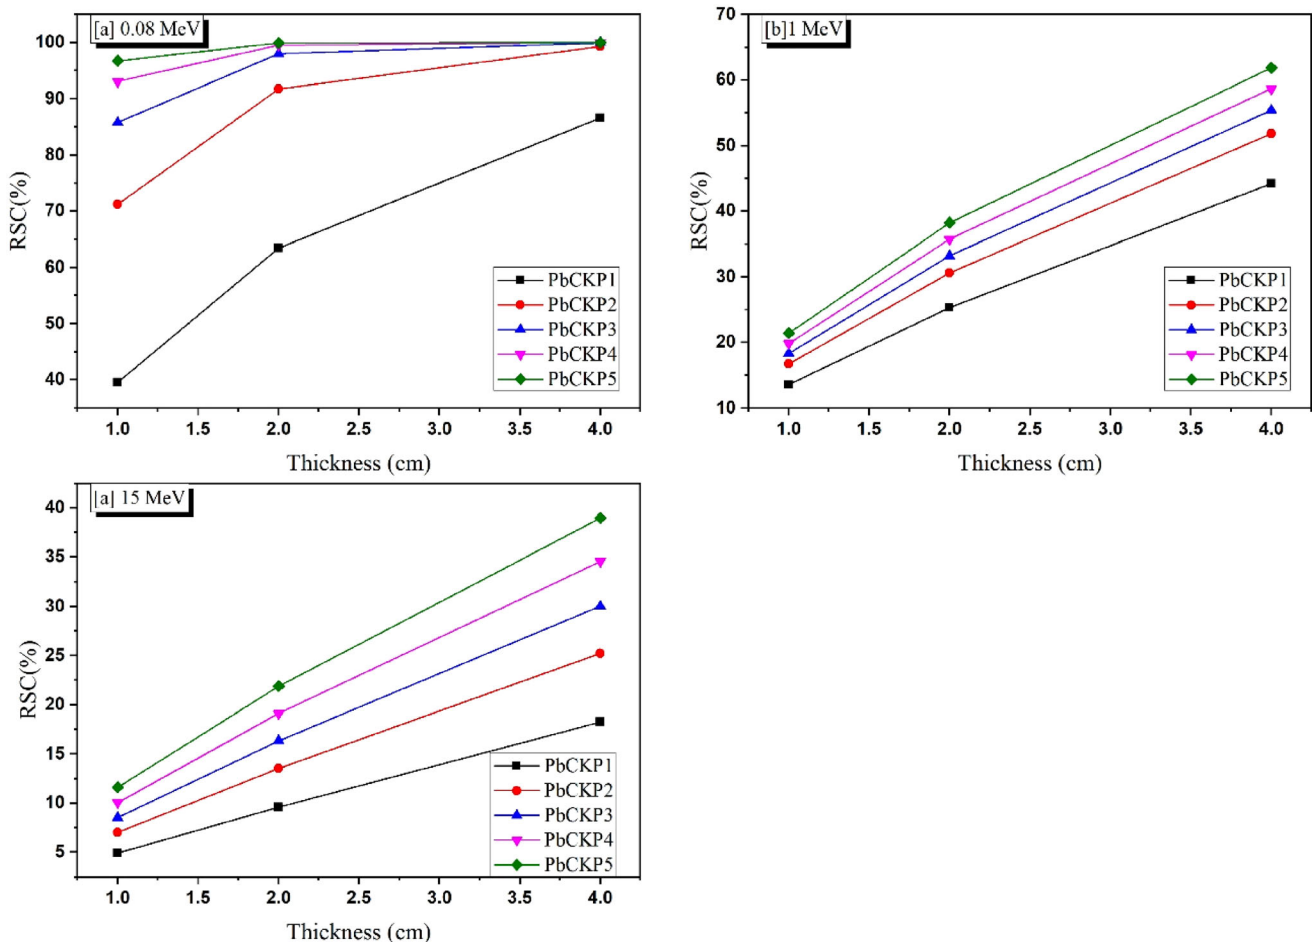 [a] 0.08 MeV
100
90
80
70
60
50
40
RSC(%)
PbCKP1
PbCKP2
PbCKP3
PbCKP4
PbCKP5
1.0 1.5 2.0 2.5 3.0 3.5 4.0
Thickness (cm)
[b]1 MeV
70
60
50
40
30
20
10
RSC(%)
PbCKP1
PbCKP2
PbCKP3
PbCKP4
PbCKP5
1.0 1.5 2.0 2.5 3.0 3.5 4.0
Thickness (cm)
[a] 15 MeV
40
35
30
25
20
15
10
5
RSC(%)
PbCKP1
PbCKP2
PbCKP3
PbCKP4
PbCKP5
1.0 1.5 2.0 2.5 3.0 3.5 4.0
Thickness (cm)